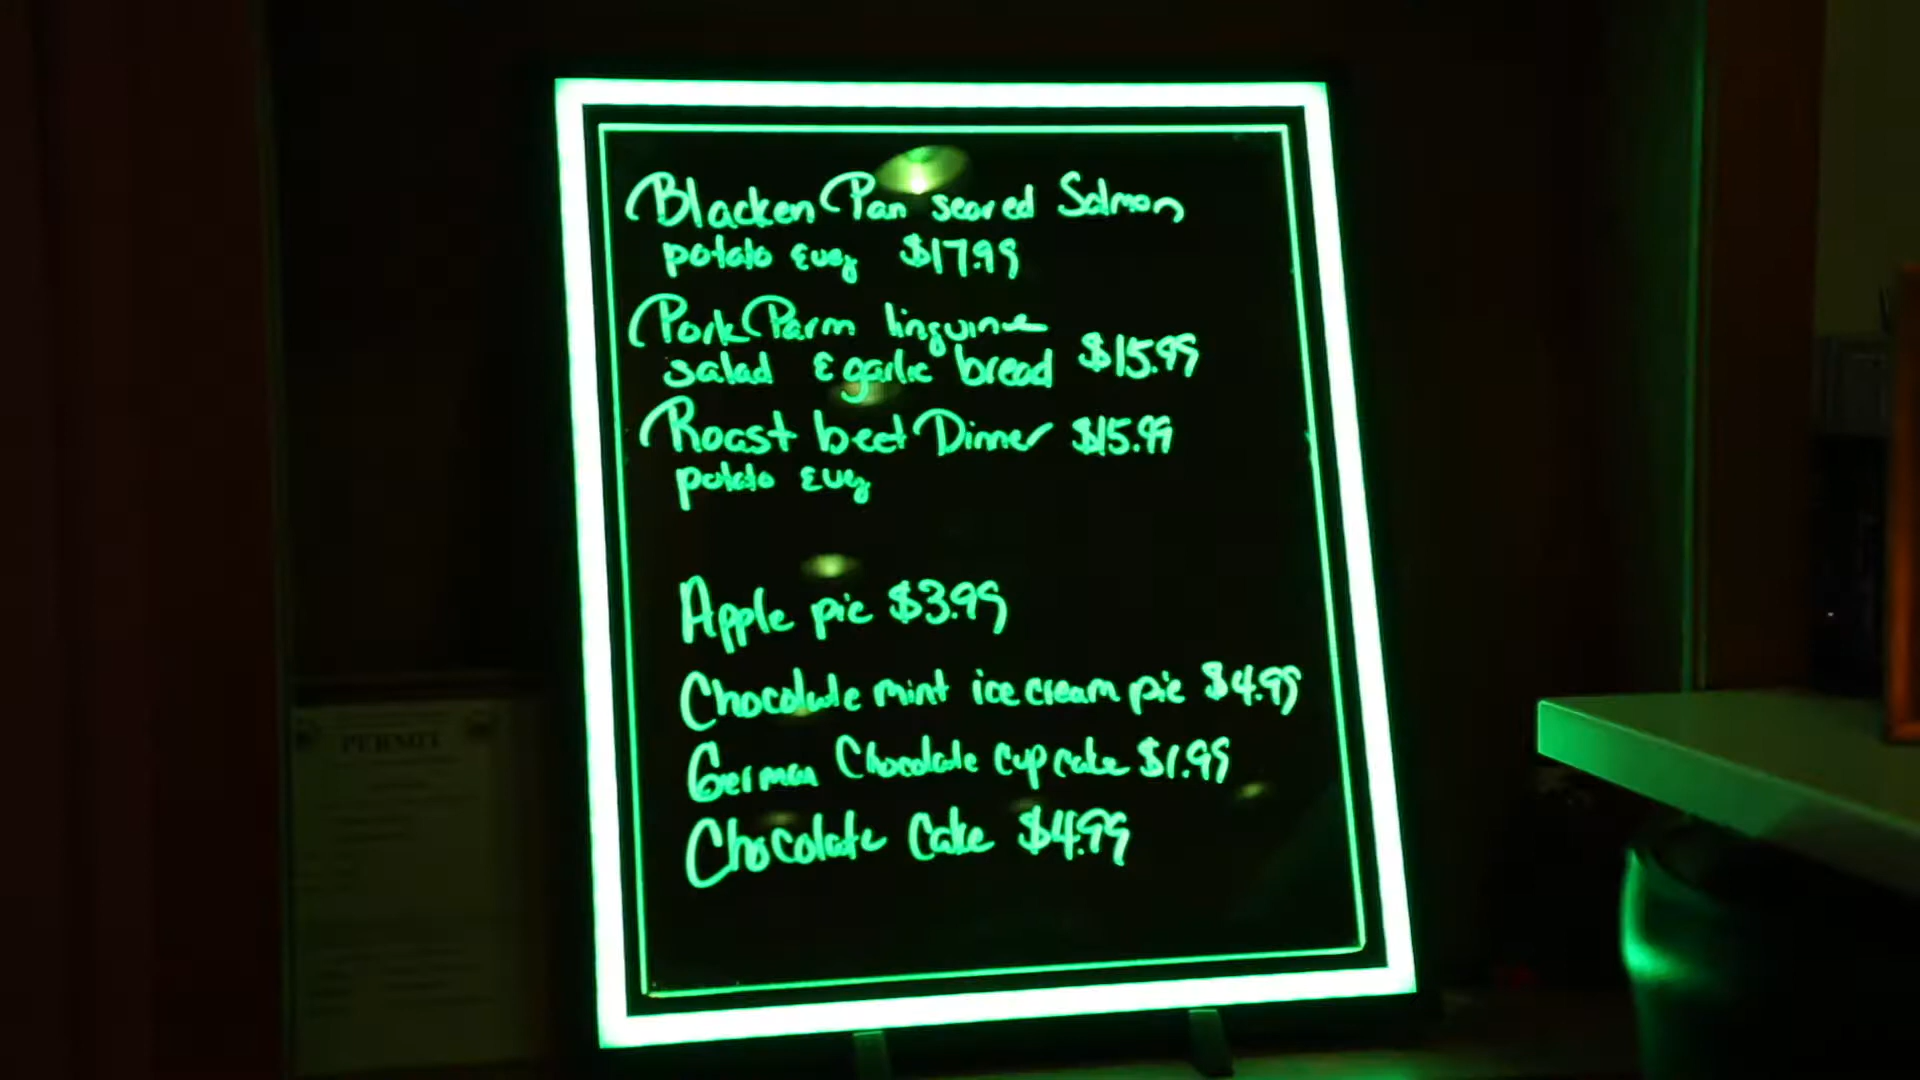 Blacken Pan seared Salmon
potato & veg $17.99
Pork Parm linguine
salad & garlic bread $15.99
Roast beef Dinner $15.99
potato & veg
Apple pie $3.99
Chocolate mint ice cream pie $4.99
German Chocolate cupcake $1.99
Chocolate Cake $4.99
PERMIT